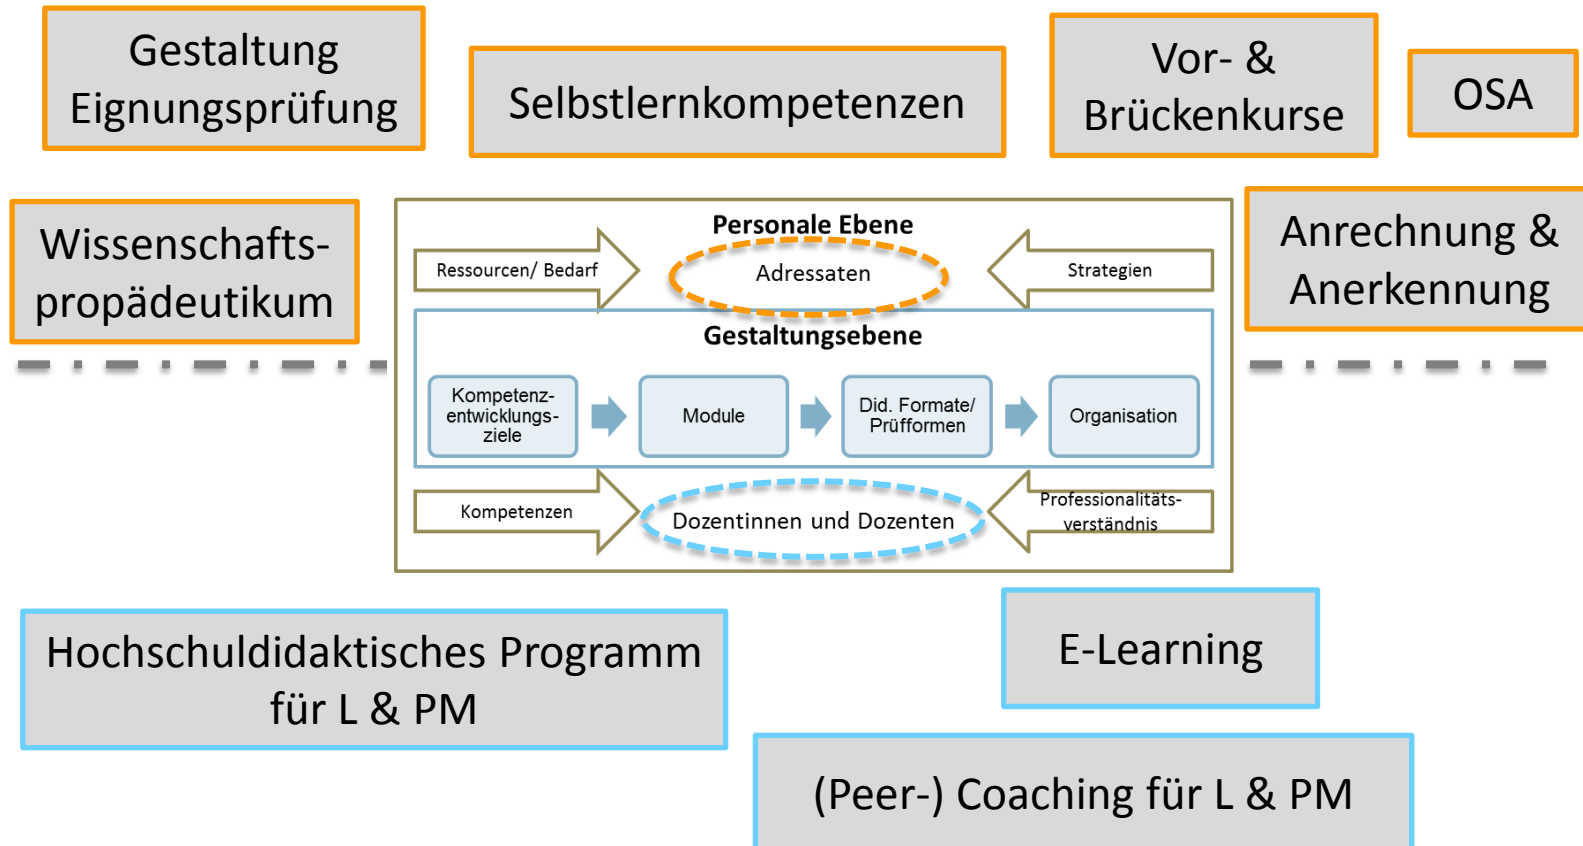 Gestaltung
Eignungsprüfung
Selbstlernkompetenzen
Vor- &
Brückenkurse
OSA
Wissenschafts-
propädeutikum
Anrechnung &
Anerkennung
Personale Ebene
Ressourcen/ Bedarf
Adressaten
Strategien
Gestaltungsebene
Kompetenz-
entwicklungs-
ziele
Module
Did. Formate/
Prüfformen
Organisation
Kompetenzen
Dozentinnen und Dozenten
Professionalitäts-
verständnis
Hochschuldidaktisches Programm
für L & PM
E-Learning
(Peer-) Coaching für L & PM